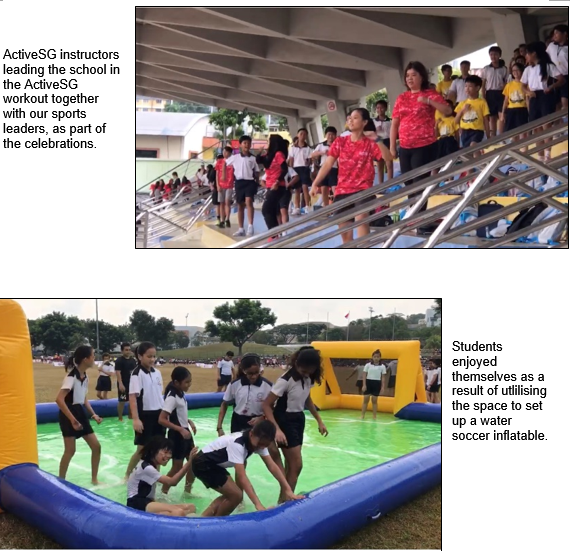 ActiveSG instructors
leading the school in
the ActiveSG
workout together
with our sports
leaders, as part of
the celebrations.
Students
enjoyed
themselves as a
result of utlilising
the space to set
up a water
soccer inflatable.